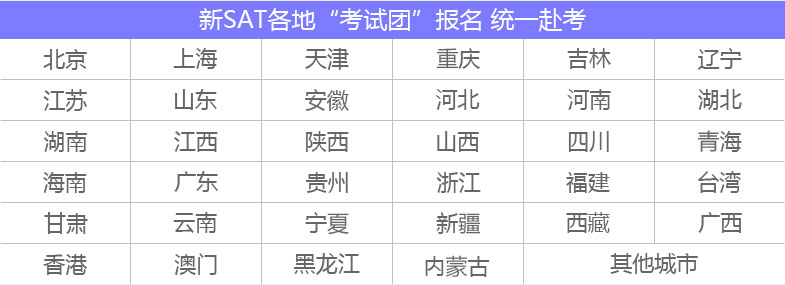 新SAT各地“考试团”报名 统一赴考
北京 上海 天津 重庆 吉林 辽宁
江苏 山东 安徽 河北 河南 湖北
湖南 江西 陕西 山西 四川 青海
海南 广东 贵州 浙江 福建 台湾
甘肃 云南 宁夏 新疆 西藏 广西
香港 澳门 黑龙江 内蒙古 其他城市